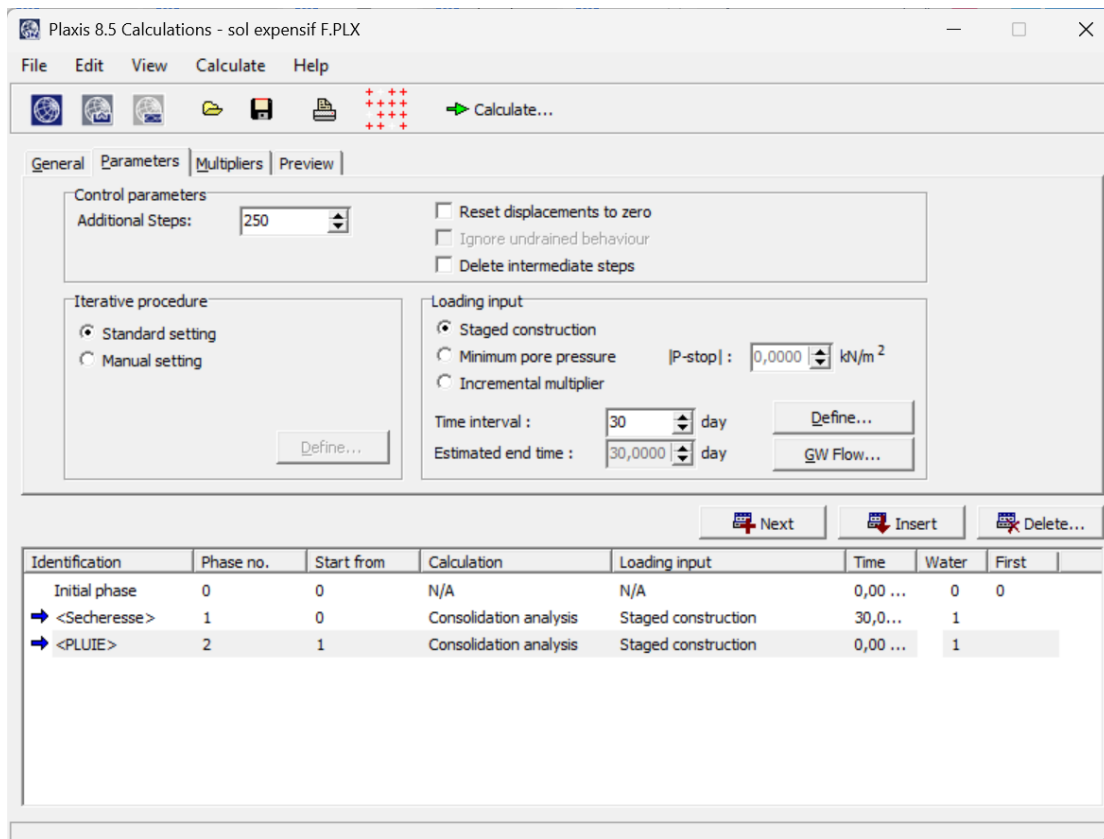 Plaxis 8.5 Calculations - sol expensif F.PLX
File Edit View Calculate Help
Calculate...
General Parameters Multipliers Preview
Control parameters
Additional Steps: 250
Reset displacements to zero
Ignore undrained behaviour
Delete intermediate steps
Iterative procedure
Standard setting
Manual setting
Define...
Loading input
Staged construction
Minimum pore pressure |P-stop| : 0,0000 kN/m 2
Incremental multiplier
Time interval : 30 day Define...
Estimated end time : 30,0000 day GW Flow...
Next Insert Delete...
Identification Phase no. Start from Calculation Loading input Time Water First
Initial phase 0 0 N/A N/A 0,00 ... 0 0
<Secheresse> 1 0 Consolidation analysis Staged construction 30,0... 1
<PLUIE> 2 1 Consolidation analysis Staged construction 0,00 ... 1